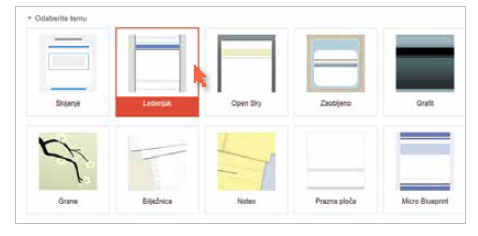 Odaberite temu
Skijanje
Ledenjak
Open Sky
Zaobljeno
Grafit
Grane
Bilježnica
Notes
Prazna ploča
Micro Blueprint